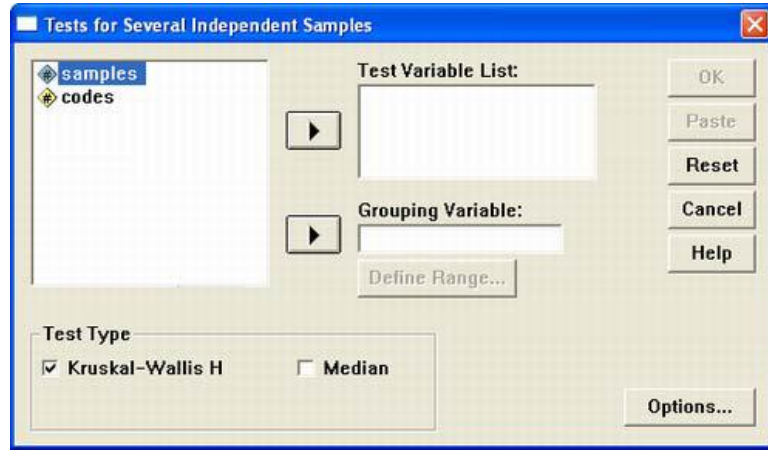 Tests for Several Independent Samples
samples
codes
Test Variable List:
Grouping Variable:
Define Range...
OK
Paste
Reset
Cancel
Help
Test Type
Kruskal-Wallis H
Median
Options...